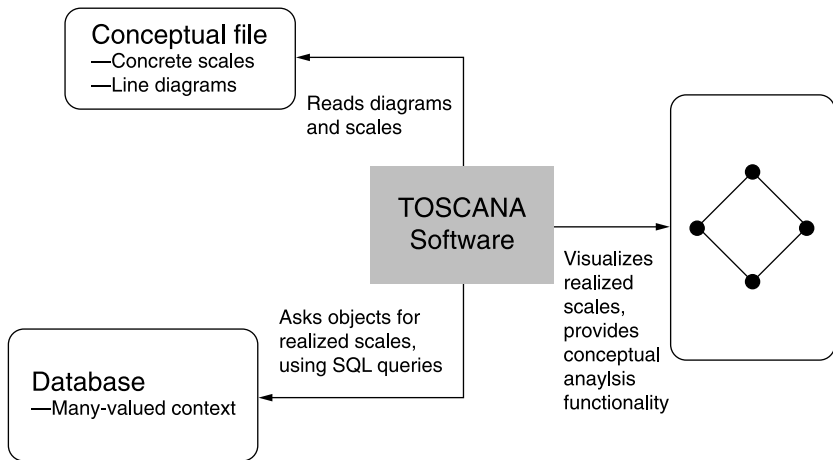 Conceptual file
—Concrete scales
—Line diagrams
Reads diagrams
and scales
TOSCANA
Software
Visualizes
realized
scales,
provides
conceptual
anaylsis
functionality
Asks objects for
realized scales,
using SQL queries
Database
—Many-valued context